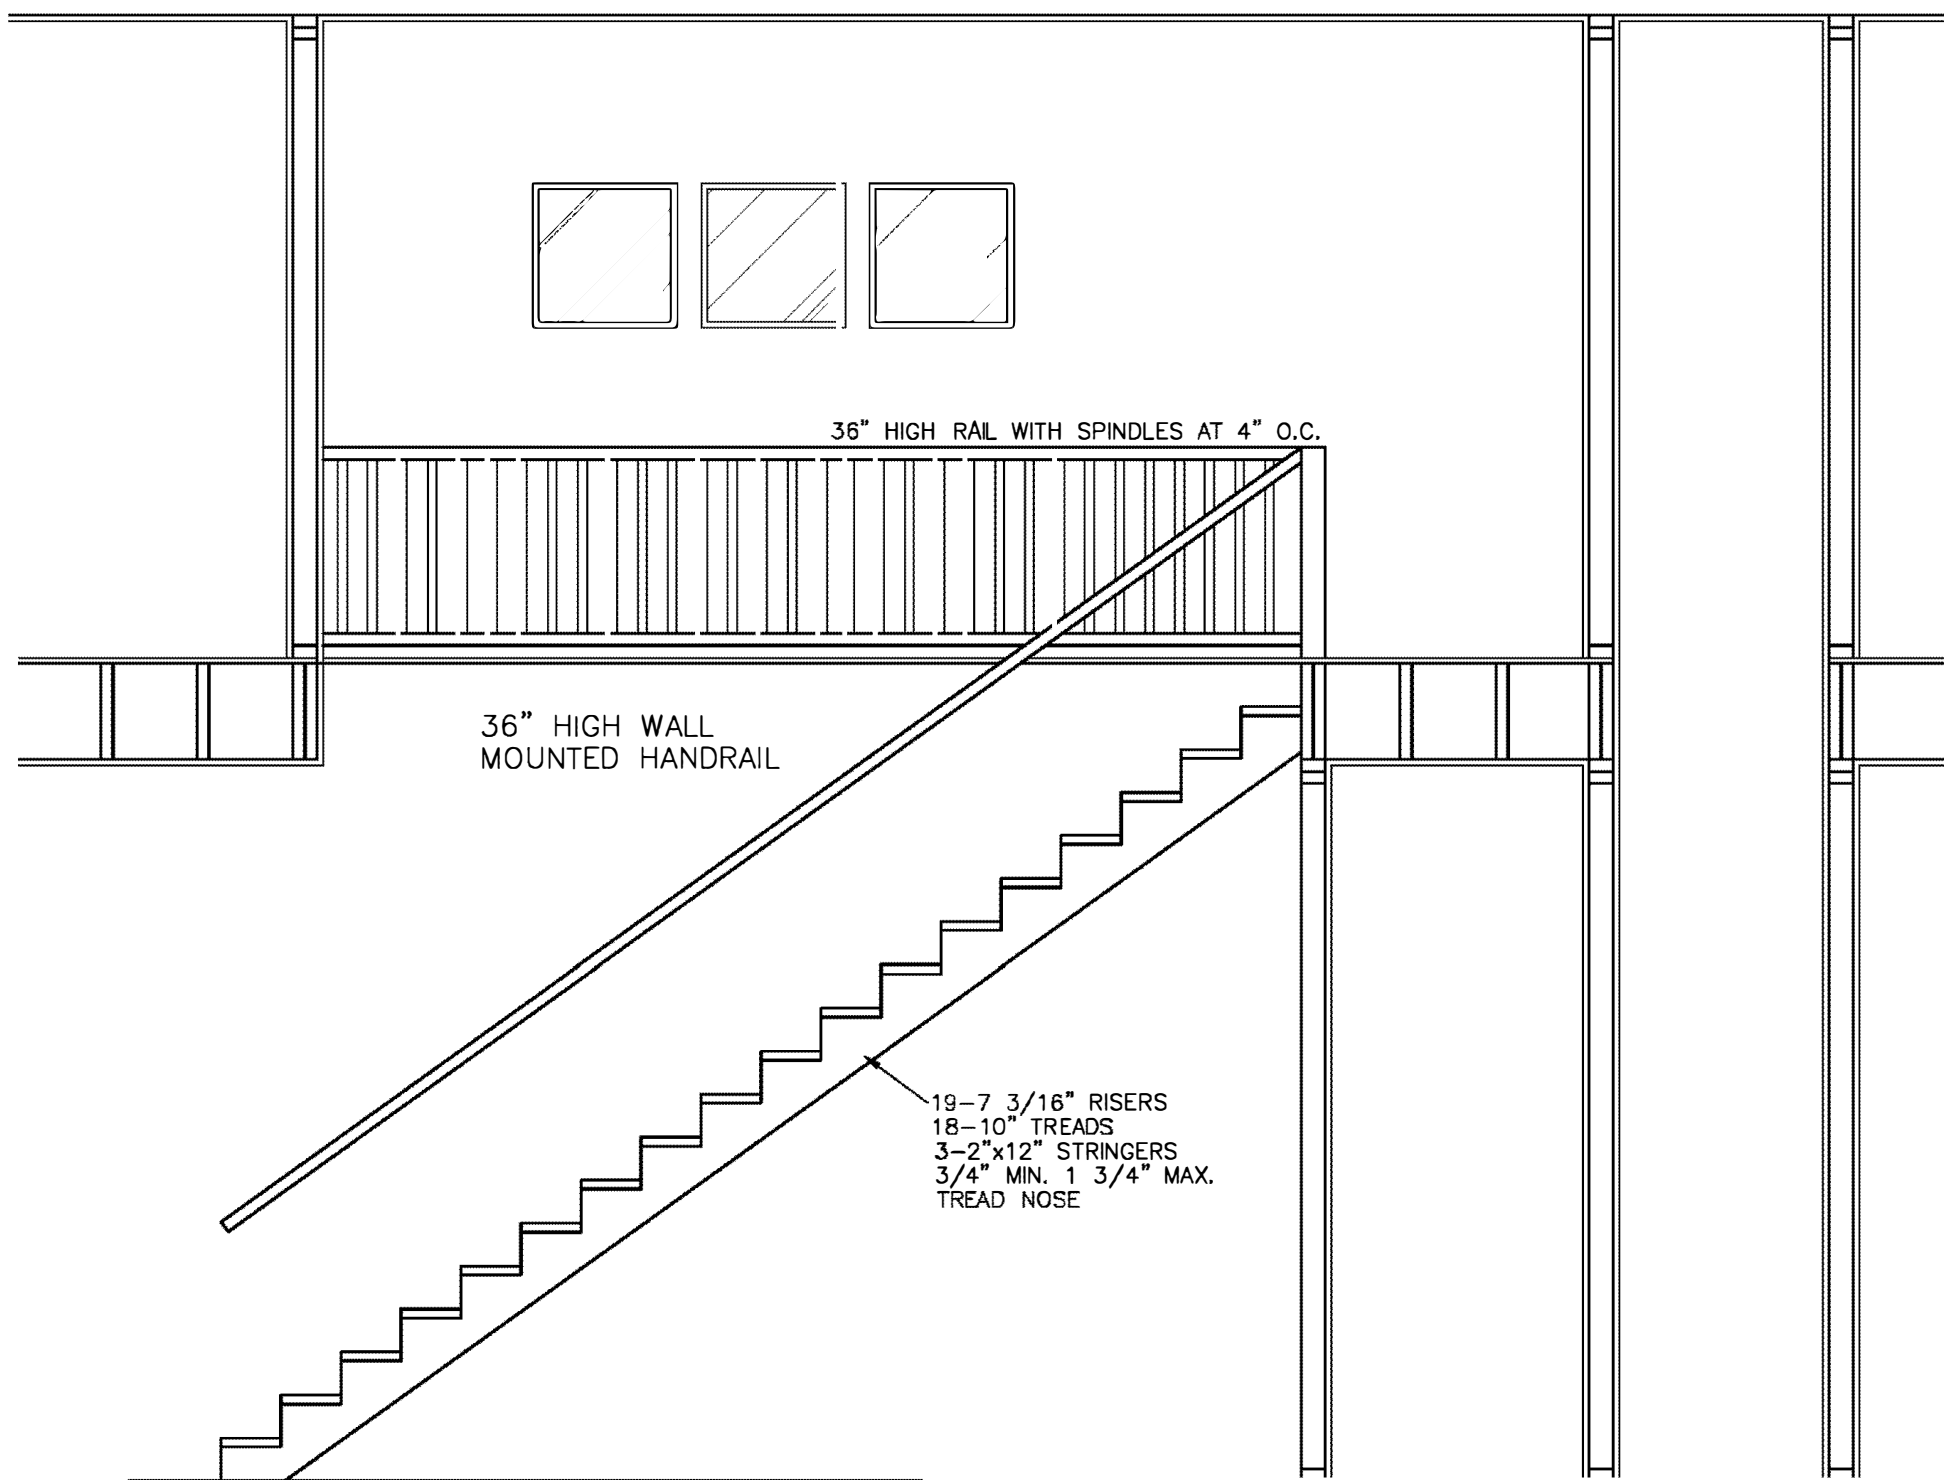 36" HIGH RAIL WITH SPINDLES AT 4" O.C.
36" HIGH WALL
MOUNTED HANDRAIL
19-7 3/16" RISERS
18-10" TREADS
3-2"x12" STRINGERS
3/4" MIN. 1 3/4" MAX.
TREAD NOSE